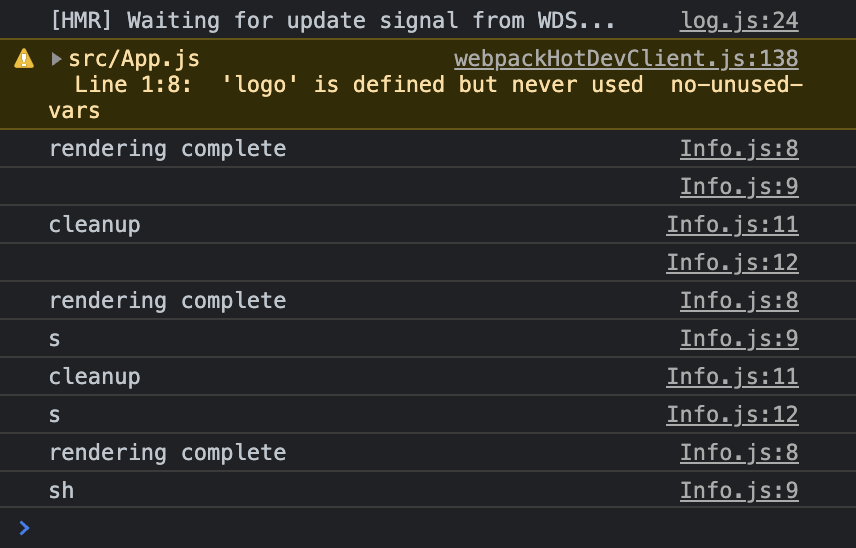 [HMR] Waiting for update signal from WDS... log.js:24
src/App.js webpackHotDevClient.js:138
Line 1:8:  'logo' is defined but never used  no-unused-
vars
rendering complete Info.js:8
Info.js:9
cleanup Info.js:11
Info.js:12
rendering complete Info.js:8
s Info.js:9
cleanup Info.js:11
s Info.js:12
rendering complete Info.js:8
sh Info.js:9